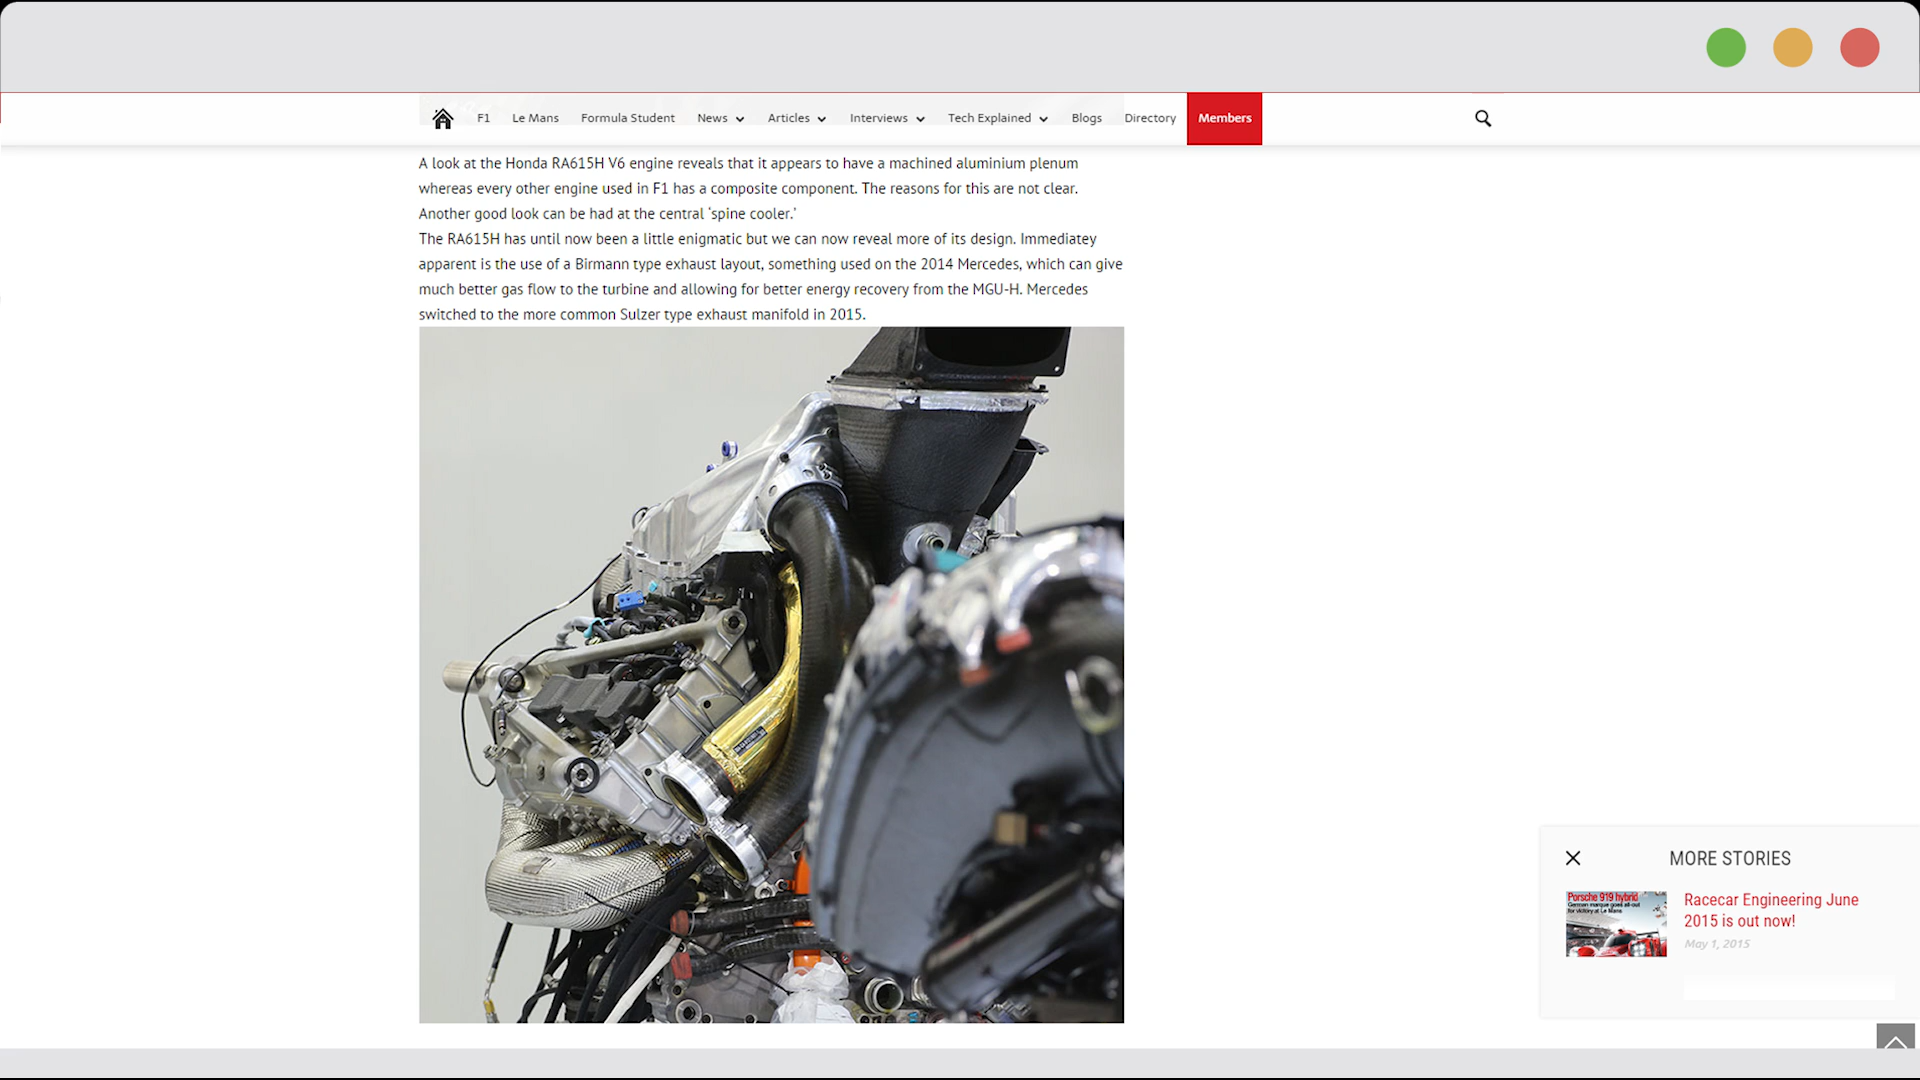 F1 Le Mans Formula Student News Articles Interviews Tech Explained Blogs Directory Members
A look at the Honda RA615H V6 engine reveals that it appears to have a machined aluminium plenum
whereas every other engine used in F1 has a composite component. The reasons for this are not clear.
Another good look can be had at the central ‘spine cooler.’
The RA615H has until now been a little enigmatic but we can now reveal more of its design. Immediatey
apparent is the use of a Birmann type exhaust layout, something used on the 2014 Mercedes, which can give
much better gas flow to the turbine and allowing for better energy recovery from the MGU-H. Mercedes
switched to the more common Sulzer type exhaust manifold in 2015.
MORE STORIES
Porsche 919 hybrid
German marque goes all-out
for victory at Le Mans
Racecar Engineering June
2015 is out now!
May 1, 2015